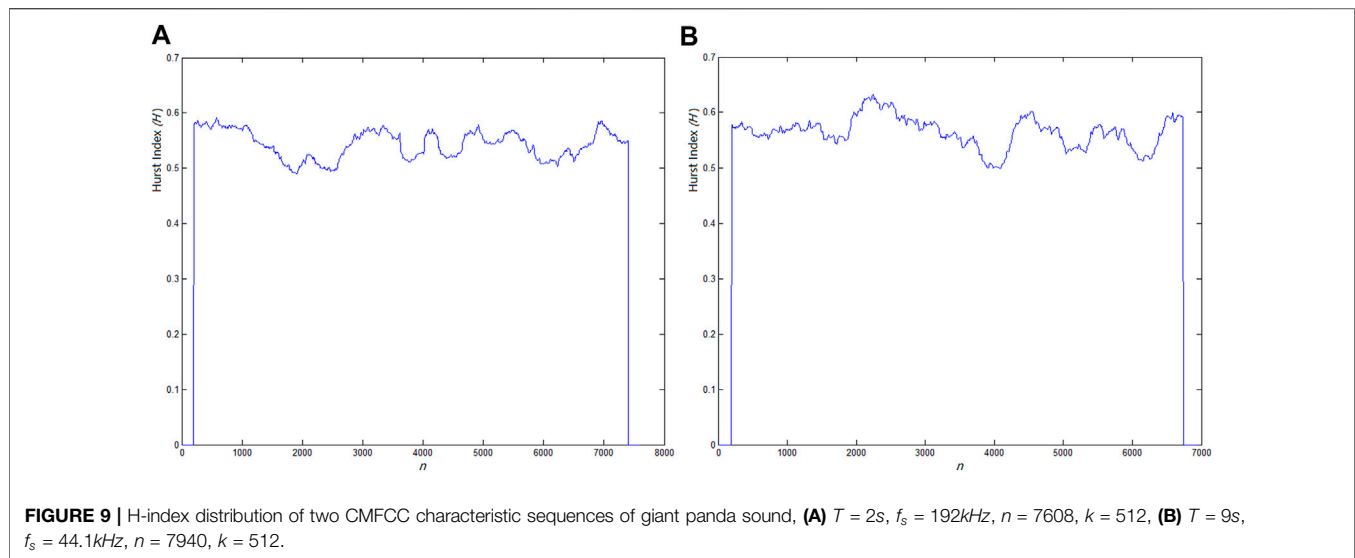 A
B
0.7
0.6
0.5
0.4
0.3
0.2
0.1
0
Hurst Index (H)
0 1000 2000 3000 4000 5000 6000 7000 8000
n
0.7
0.6
0.5
0.4
0.3
0.2
0.1
0
Hurst Index (H)
0 1000 2000 3000 4000 5000 6000 7000
n
FIGURE 9 | H-index distribution of two CMFCC characteristic sequences of giant panda sound, (A) T = 2s, fs = 192kHz, n = 7608, k = 512, (B) T = 9s,
fs = 44.1kHz, n = 7940, k = 512.